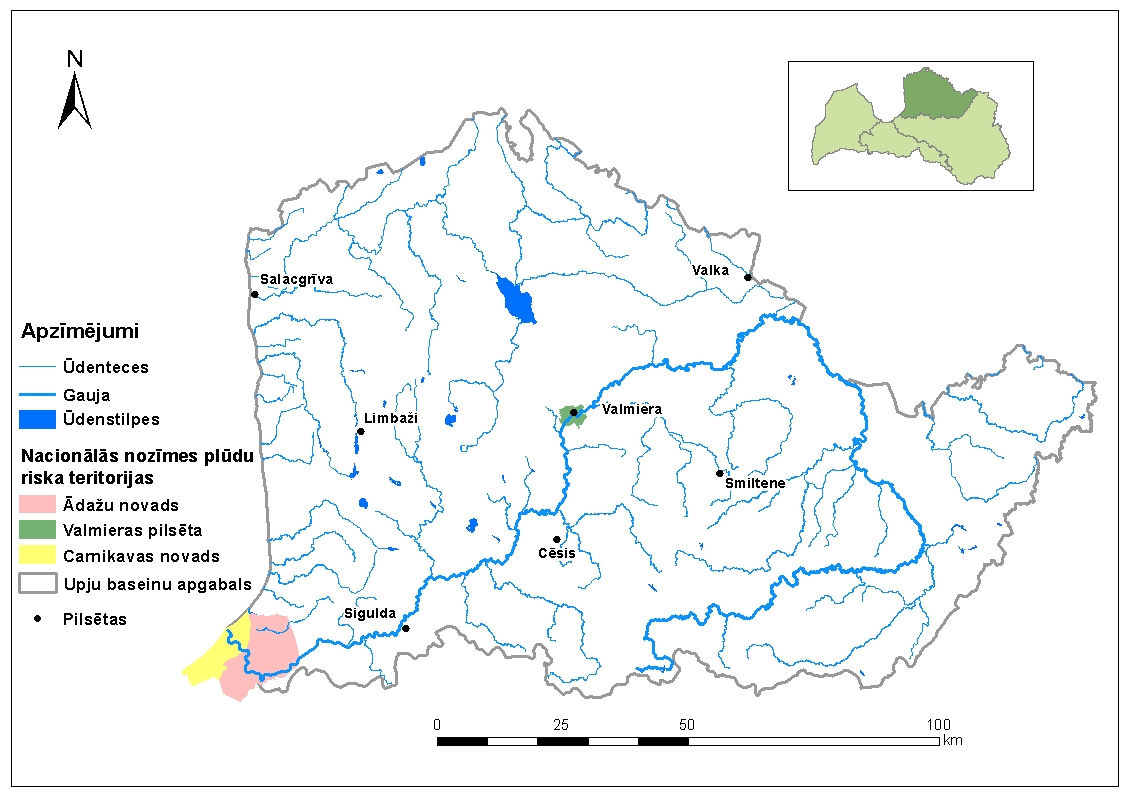 N
Salacgrīva
Valka
Apzīmējumi
Ūdenteces
Gauja
Ūdenstilpes
Nacionālās nozīmes plūdu
riska teritorijas
Ādažu novads
Valmieras pilsēta
Carnikavas novads
Upju baseinu apgabals
Pilsētas
Limbaži
Valmiera
Smiltene
Cēsis
Sigulda
0 25 50 100
km